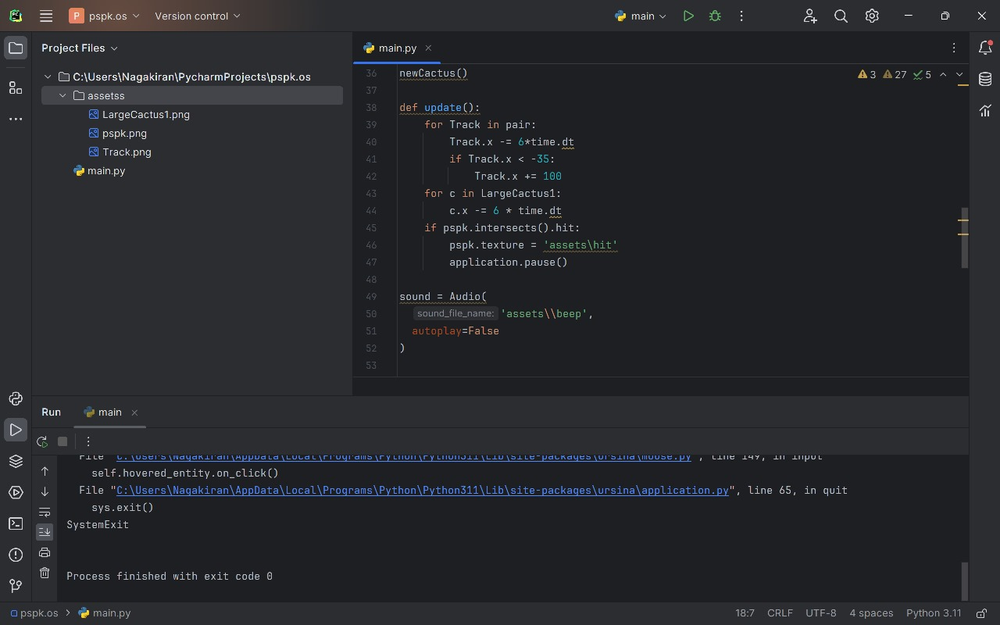 PC
P pspk.os
Version control
main
Project Files
C:\Users\Nagakiran\PycharmProjects\pspk.os
assetss
LargeCactus1.png
pspk.png
Track.png
main.py
main.py
3 27 5
36 newCactus()
37
38 def update():
39 for Track in pair:
40 Track.x -= 6*time.dt
41 if Track.x < -35:
42 Track.x += 100
43 for c in LargeCactus1:
44 c.x -= 6 * time.dt
45 if pspk.intersects().hit:
46 pspk.texture = 'assets\hit'
47 application.pause()
48
49 sound = Audio(
50 sound_file_name: 'assets\\beep',
51 autoplay=False
52 )
53
Run main
File "C:\Users\Nagakiran\AppData\Local\Programs\Python\Python311\Lib\site-packages\ursina\mouse.py", line 149, in input
self.hovered_entity.on_click()
File "C:\Users\Nagakiran\AppData\Local\Programs\Python\Python311\Lib\site-packages\ursina\application.py", line 65, in quit
sys.exit()
SystemExit
Process finished with exit code 0
pspk.os > main.py
18:7 CRLF UTF-8 4 spaces Python 3.11